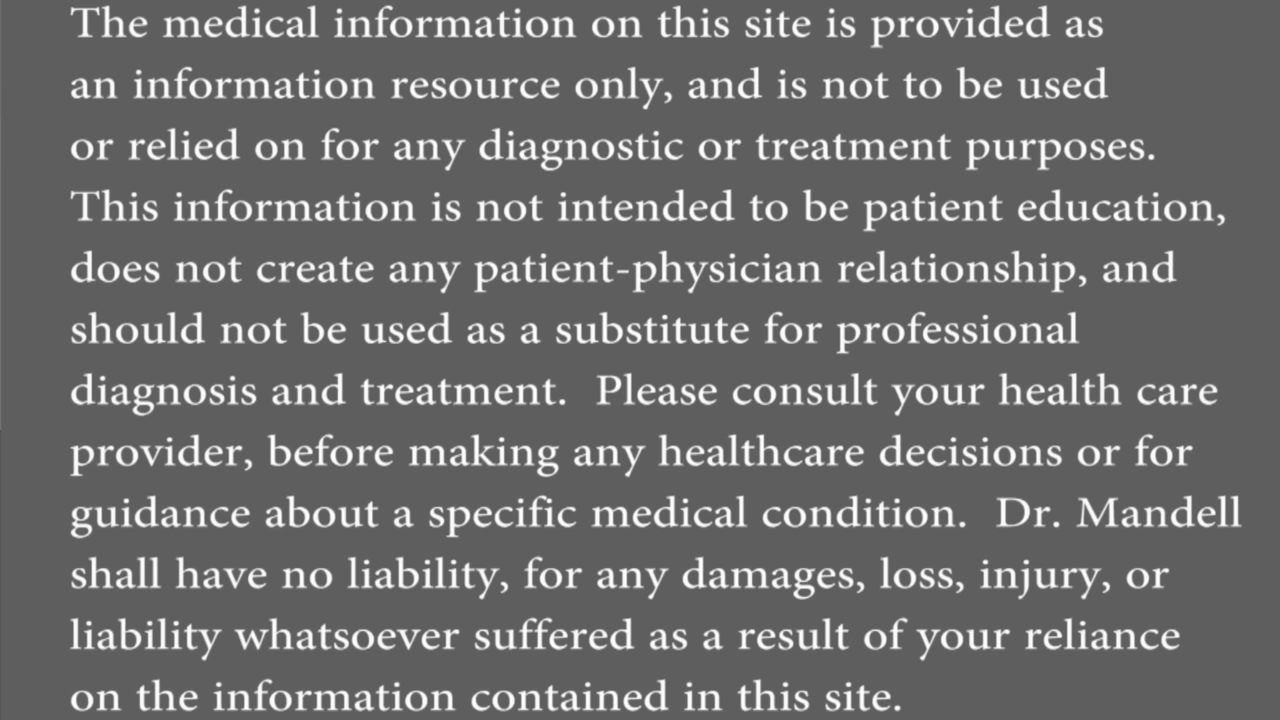 The medical information on this site is provided as
an information resource only, and is not to be used
or relied on for any diagnostic or treatment purposes.
This information is not intended to be patient education,
does not create any patient-physician relationship, and
should not be used as a substitute for professional
diagnosis and treatment.  Please consult your health care
provider, before making any healthcare decisions or for
guidance about a specific medical condition.  Dr. Mandell
shall have no liability, for any damages, loss, injury, or
liability whatsoever suffered as a result of your reliance
on the information contained in this site.